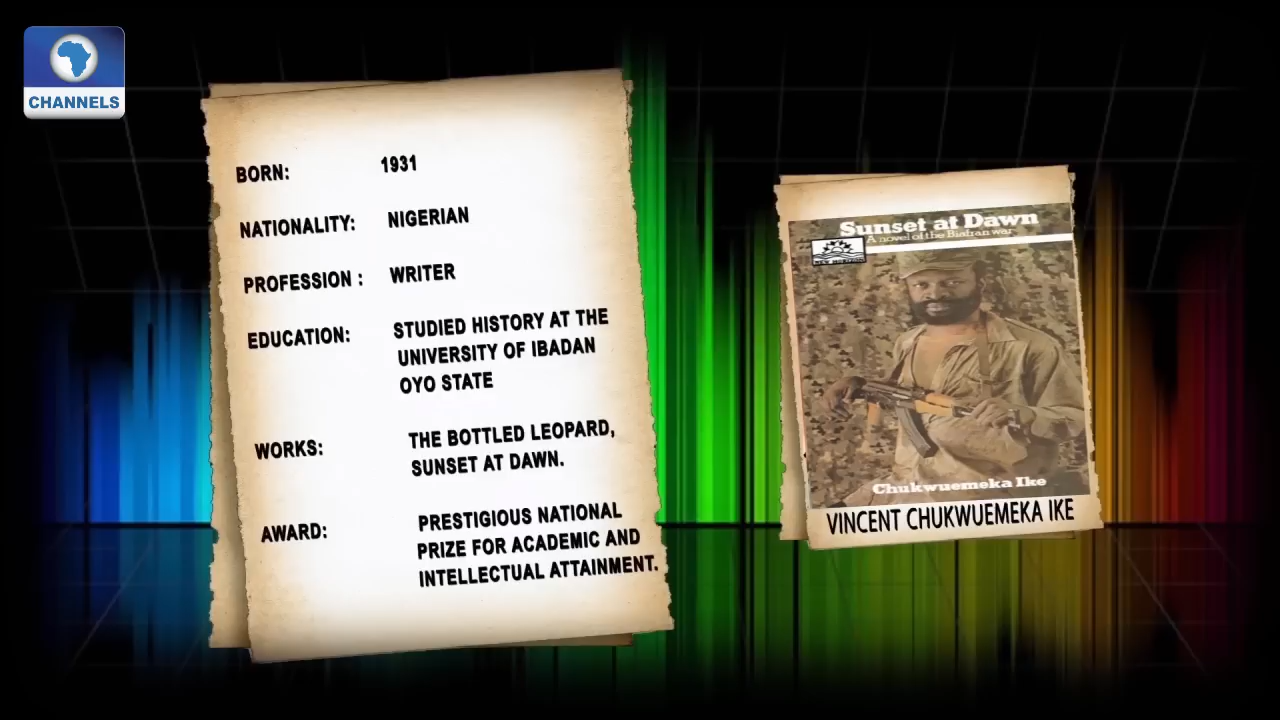 CHANNELS
BORN: 1931
NATIONALITY: NIGERIAN
PROFESSION : WRITER
EDUCATION: STUDIED HISTORY AT THE
UNIVERSITY OF IBADAN
OYO STATE
WORKS: THE BOTTLED LEOPARD,
SUNSET AT DAWN.
AWARD: PRESTIGIOUS NATIONAL
PRIZE FOR ACADEMIC AND
INTELLECTUAL ATTAINMENT.
Sunset at Dawn
A novel of the Biafran war
Chukwuemeka Ike
VINCENT CHUKWUEMEKA IKE